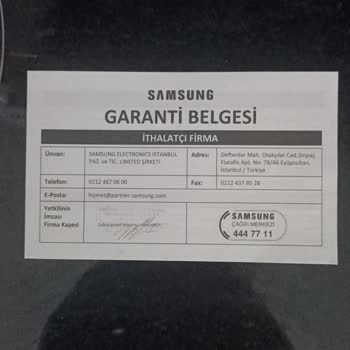 SAMSUNG
GARANTİ BELGESİ
İTHALATÇI FİRMA
Ünvan:
SAMSUNG ELECTRONICS İSTANBUL
PAZ. ve TİC. LİMİTED ŞİRKETİ
Adres:
Defterdar Mah. Otakçılar Cad.Sinpaş
Flatofis Apt. No: 78/46 Eyüpsultan,
İstanbul / Türkiye
Telefon:
0212 467 06 00
Fax:
0212 437 85 28
E-Posta:
hizmet@partner.samsung.com
Yetkilinin
İmzası
Firma Kaşesi
SAMSUNG
ÇAĞRI MERKEZİ
444 77 11